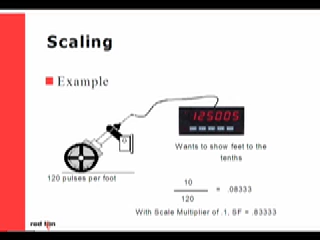 Scaling
Example
125005
Wants to show feet to the
tenths
120 pulses per foot
10
120
= .08333
With Scale Multiplier of .1, SF = .83333
red lion